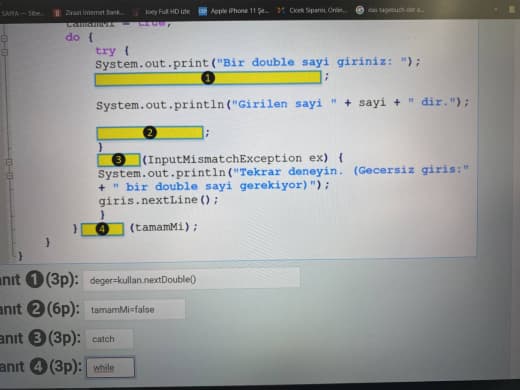 SAYFA — Sibe...
Ziraat Internet Bank...
Joey Full HD izle
Apple iPhone 11 Şe...
Çiçek Siparişi, Onlin...
das tagebuch der a...
tamamMi = true;
do {
try {
System.out.print("Bir double sayi giriniz: ");
1 ;
System.out.println("Girilen sayi " + sayi + " dir.");
2 ;
}
3 (InputMismatchException ex) {
System.out.println("Tekrar deneyin. (Gecersiz giris:"
+ " bir double sayi gerekiyor)");
giris.nextLine();
}
} 4 (tamamMi);
}
}
anıt 1 (3p): deger=kullan.nextDouble()
anıt 2 (6p): tamamMi=false
anıt 3 (3p): catch
anıt 4 (3p): while